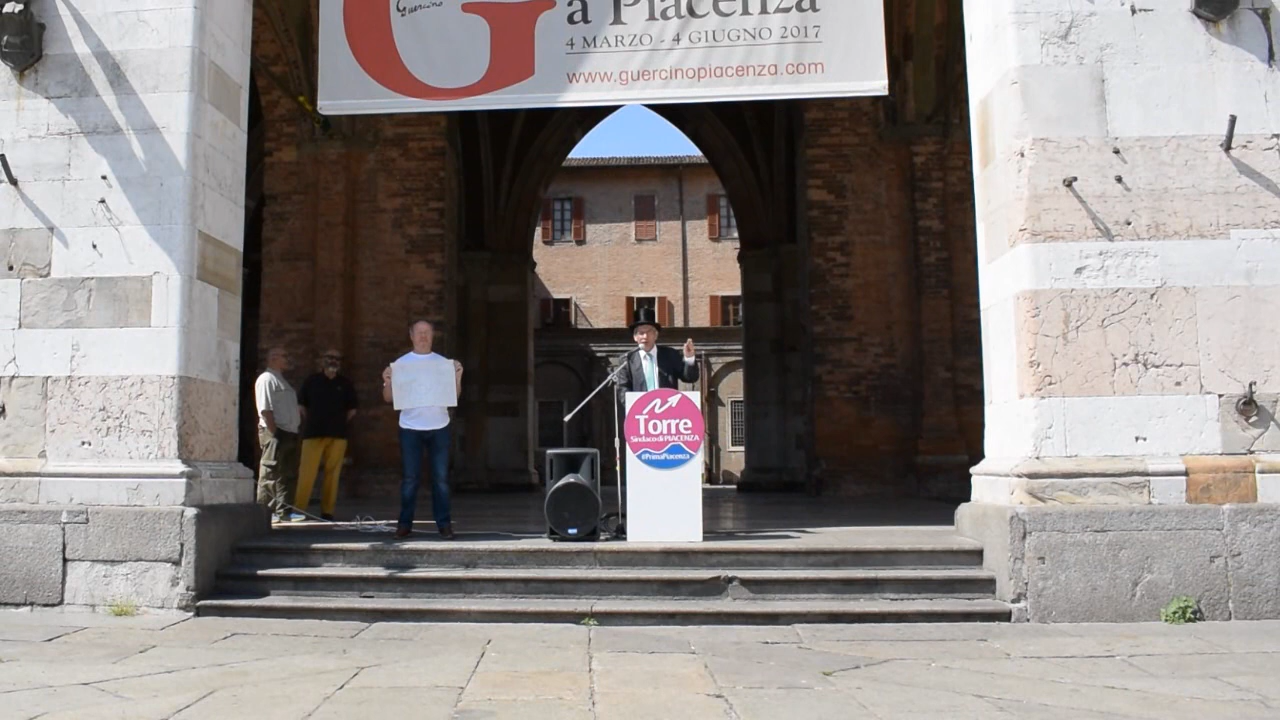 Guercino
a Piacenza
4 MARZO - 4 GIUGNO 2017
www.guercinopiacenza.com
Torre
Sindaco di PIACENZA
#PrimaPiacenza